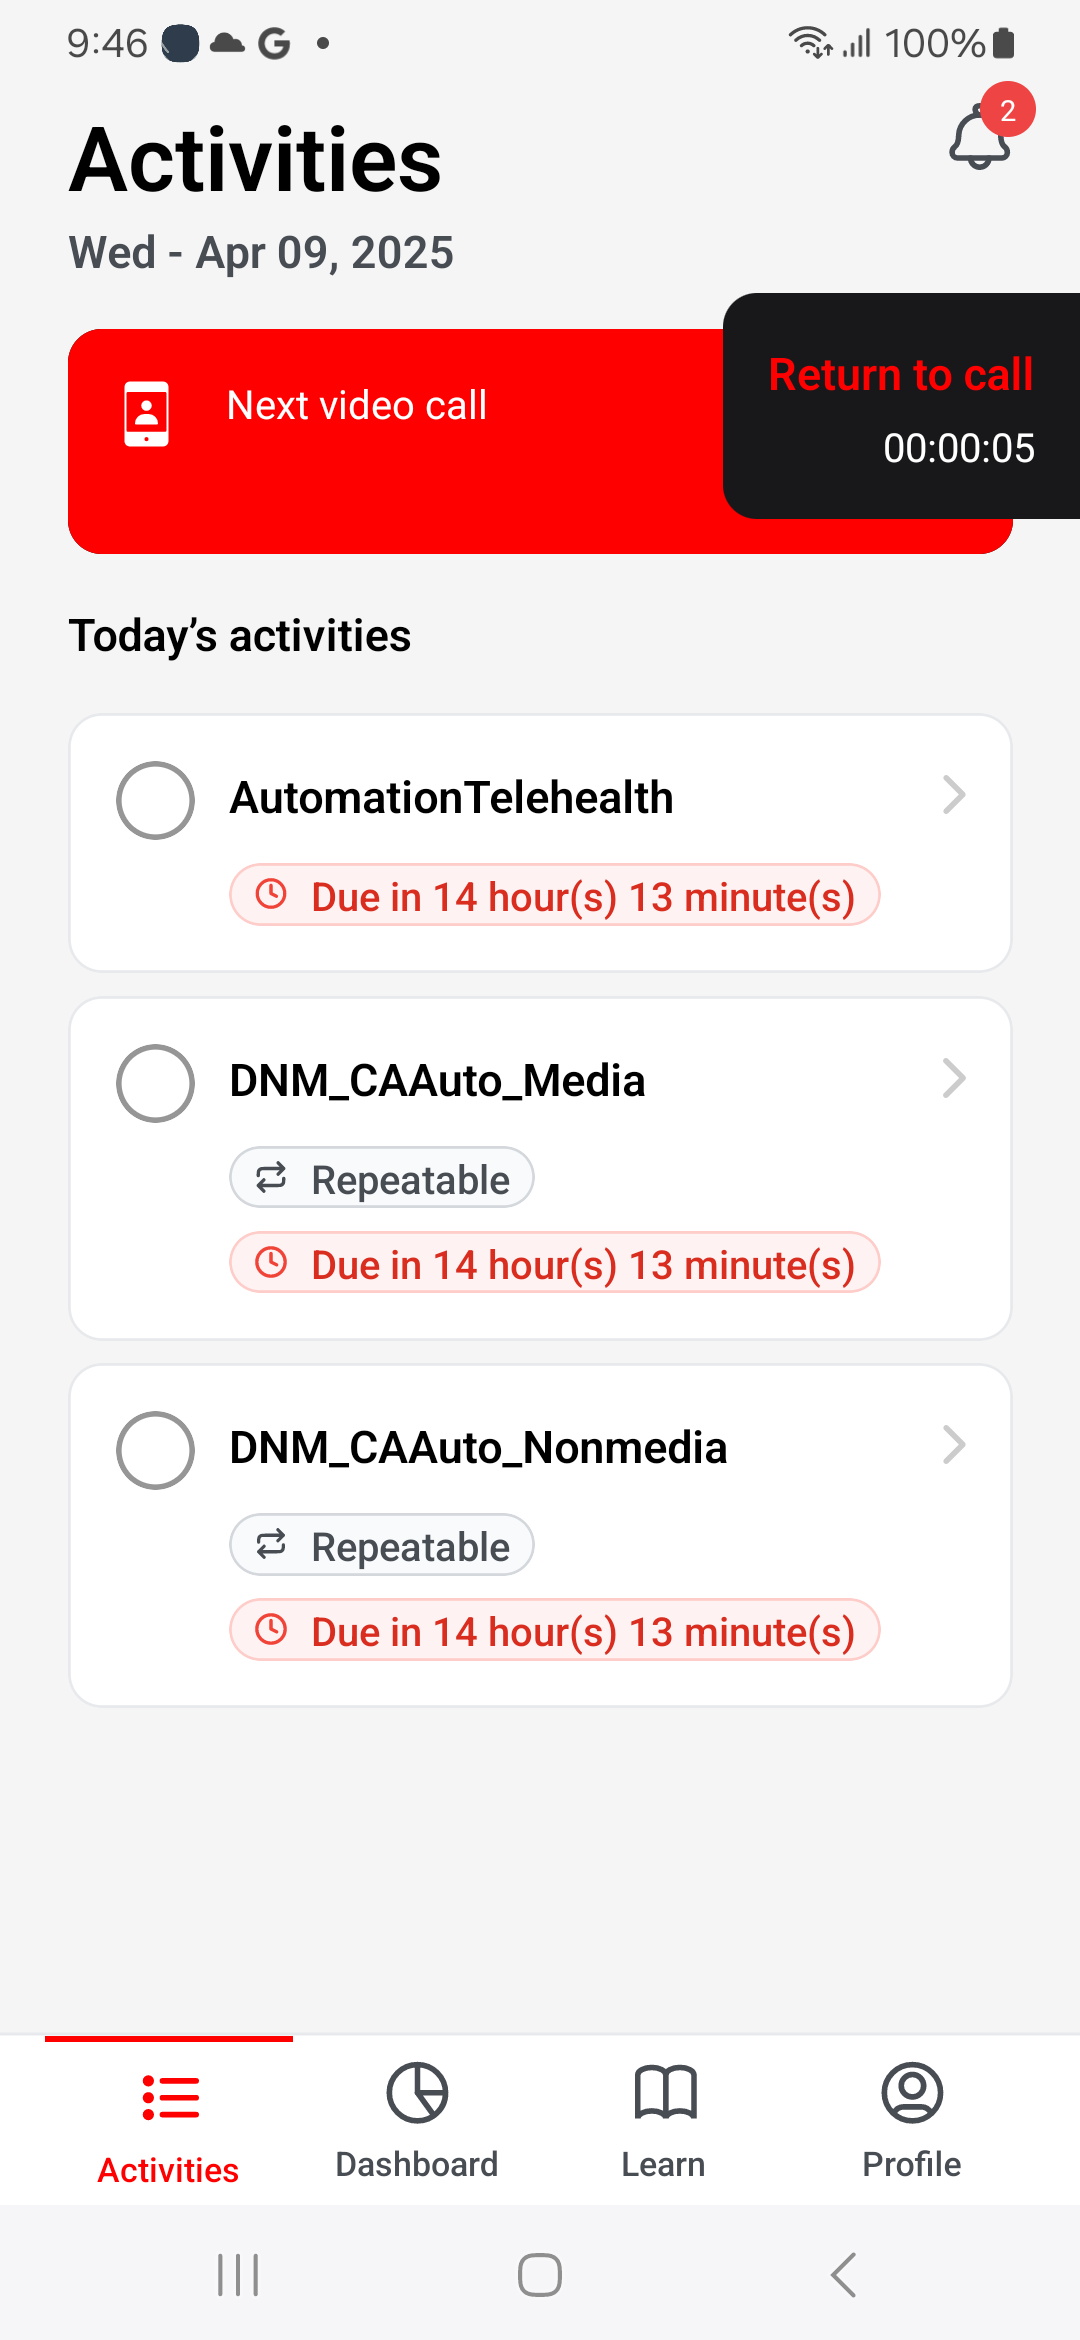 9:46
100%
2
Activities
Wed - Apr 09, 2025
Next video call
Return to call
00:00:05
Today’s activities
AutomationTelehealth
Due in 14 hour(s) 13 minute(s)
DNM_CAAuto_Media
Repeatable
Due in 14 hour(s) 13 minute(s)
DNM_CAAuto_Nonmedia
Repeatable
Due in 14 hour(s) 13 minute(s)
Activities
Dashboard
Learn
Profile